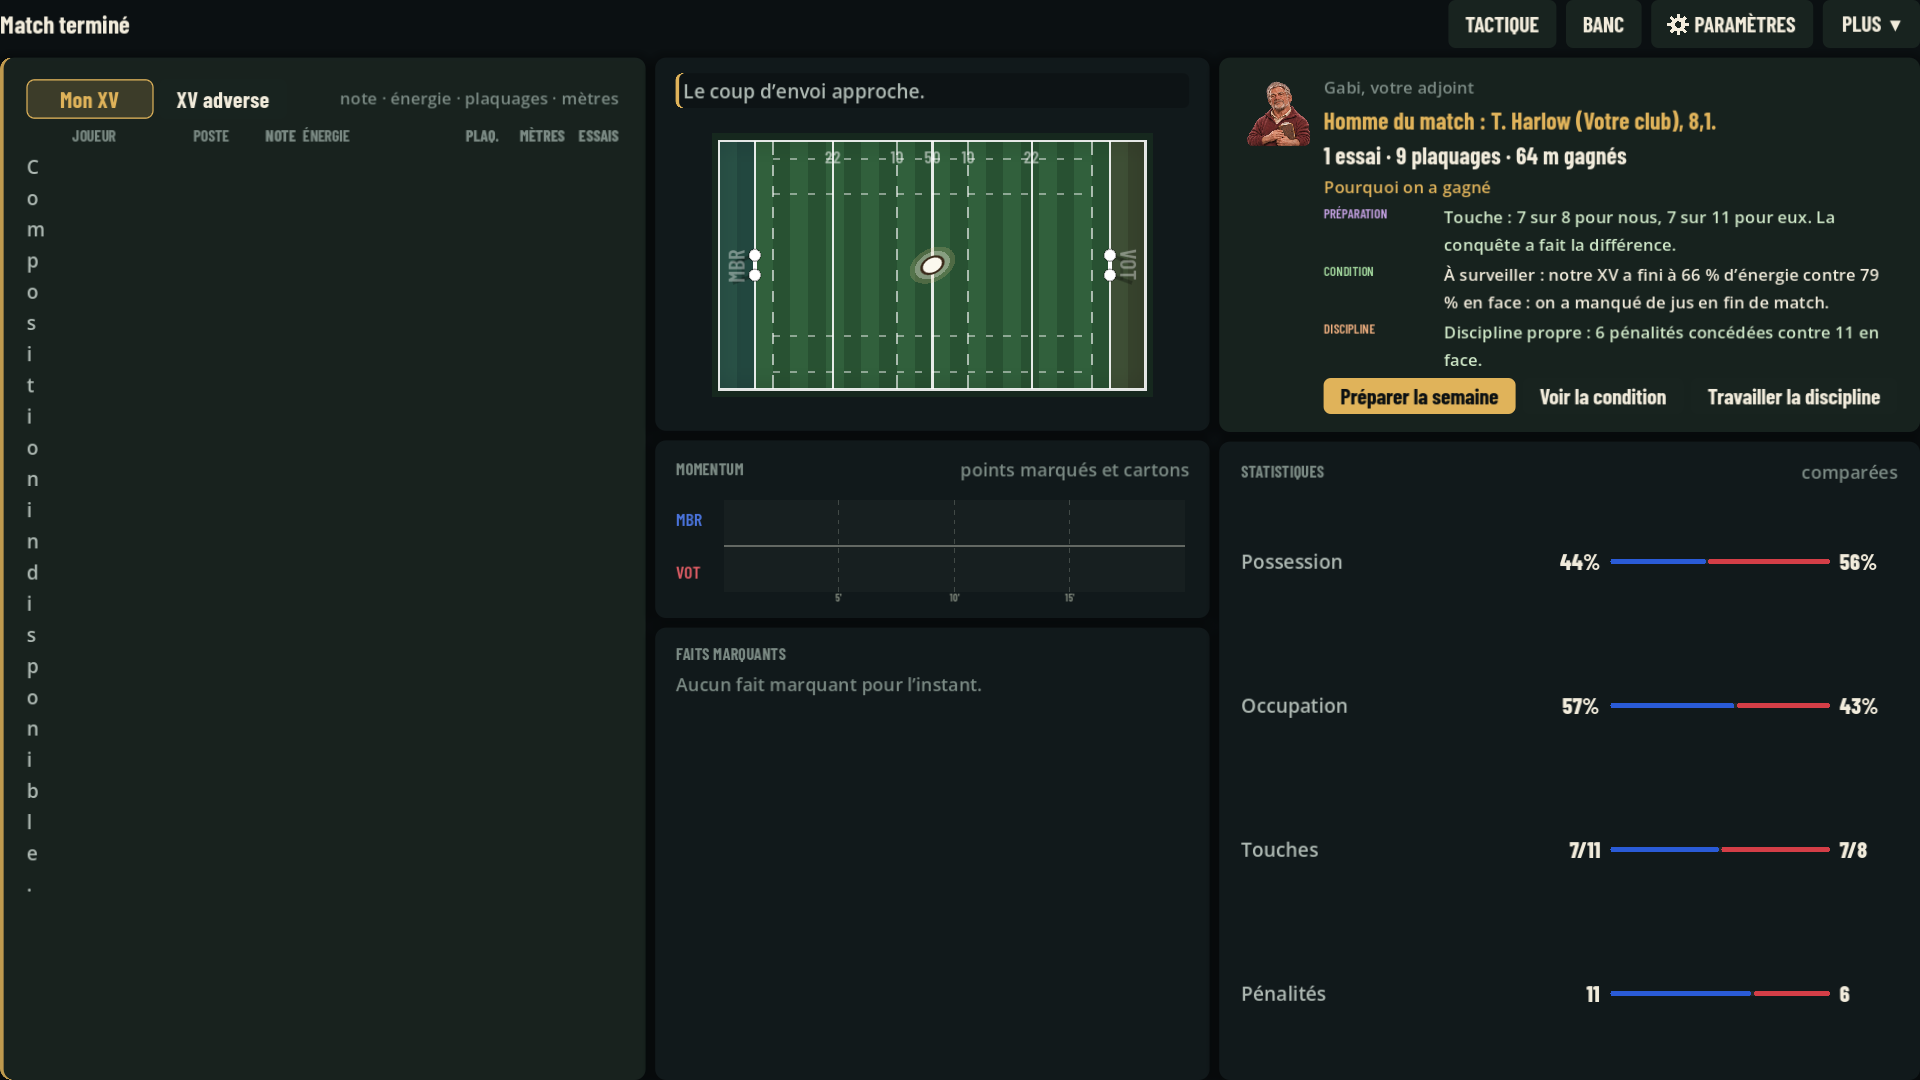 Match terminé
TACTIQUE
BANC
PARAMÈTRES
PLUS ▼
Mon XV
XV adverse
note · énergie · plaquages · mètres
JOUEUR POSTE NOTE ÉNERGIE PLAQ. MÈTRES ESSAIS
C
o
m
p
o
s
i
t
i
o
n
i
n
d
i
s
p
o
n
i
b
l
e
.
Le coup d’envoi approche.
22 10 50 10 22
MBR
VOT
MOMENTUM
points marqués et cartons
MBR
VOT
5' 10' 15'
FAITS MARQUANTS
Aucun fait marquant pour l’instant.
Gabi, votre adjoint
Homme du match : T. Harlow (Votre club), 8,1.
1 essai · 9 plaquages · 64 m gagnés
Pourquoi on a gagné
PRÉPARATION
Touche : 7 sur 8 pour nous, 7 sur 11 pour eux. La
conquête a fait la différence.
CONDITION
À surveiller : notre XV a fini à 66 % d’énergie contre 79
% en face : on a manqué de jus en fin de match.
DISCIPLINE
Discipline propre : 6 pénalités concédées contre 11 en
face.
Préparer la semaine
Voir la condition
Travailler la discipline
STATISTIQUES
comparées
Possession 44% 56%
Occupation 57% 43%
Touches 7/11 7/8
Pénalités 11 6